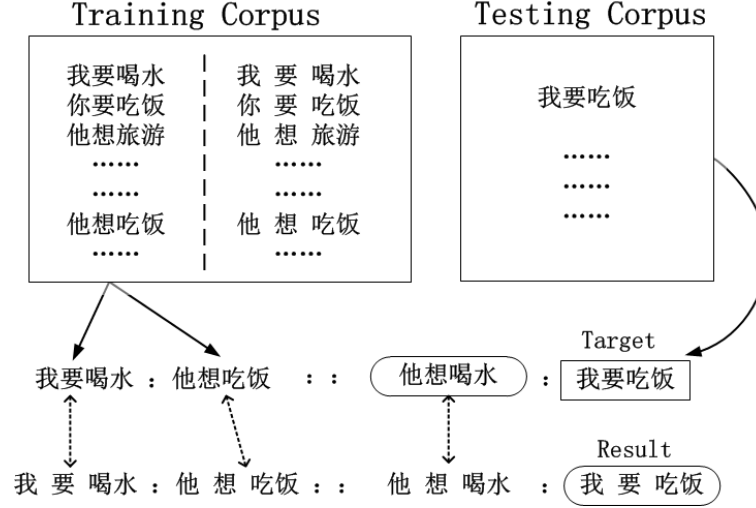 Training Corpus
我要喝水 我 要 喝水
你要吃饭 你 要 吃饭
他想旅游 他 想 旅游
…… ……
…… ……
他想吃饭 他 想 吃饭
…… ……
Testing Corpus
我要吃饭
……
……
……
Target
我要喝水 : 他想吃饭 : : 他想喝水 : 我要吃饭
Result
我 要 喝水 : 他 想 吃饭 : : 他 想 喝水 : 我 要 吃饭